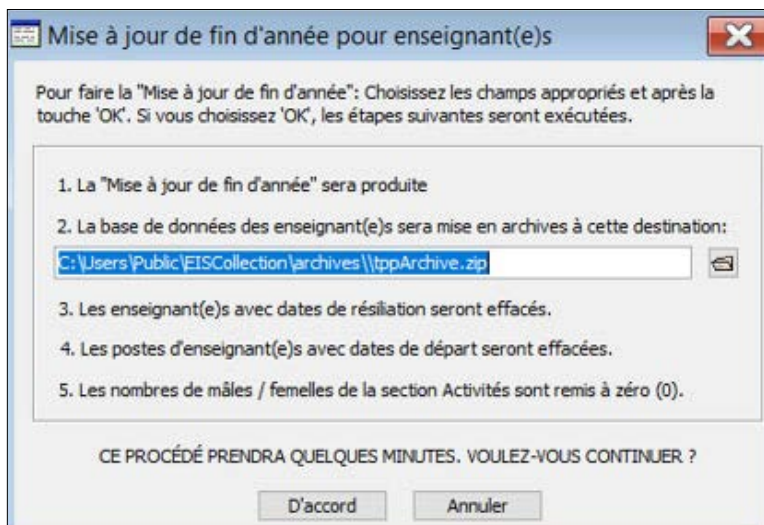 Mise à jour de fin d'année pour enseignant(e)s
Pour faire la "Mise à jour de fin d'année": Choisissez les champs appropriés et après la
touche 'OK'. Si vous choisissez 'OK', les étapes suivantes seront exécutées.
1. La "Mise à jour de fin d'année" sera produite
2. La base de données des enseignant(e)s sera mise en archives à cette destination:
C:\Users\Public\EISCollection\archives\\tppArchive.zip
3. Les enseignant(e)s avec dates de résiliation seront effacés.
4. Les postes d'enseignant(e)s avec dates de départ seront effacées.
5. Les nombres de mâles / femelles de la section Activités sont remis à zéro (0).
CE PROCÉDÉ PRENDRA QUELQUES MINUTES. VOULEZ-VOUS CONTINUER ?
D'accord Annuler